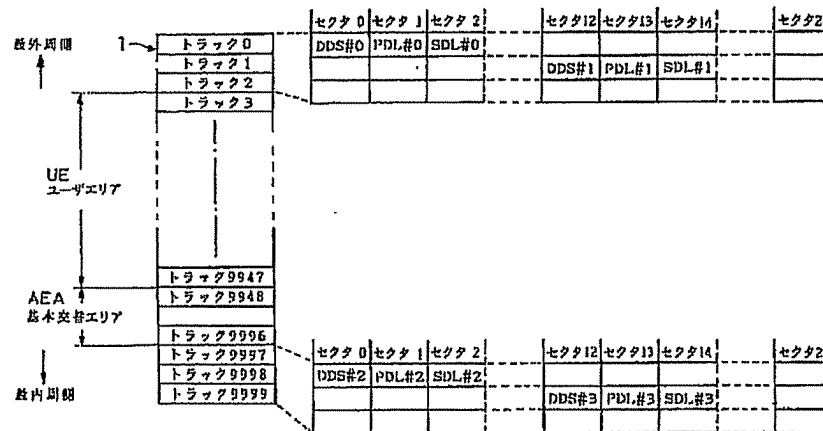 セクタ0 セクタ1 セクタ2 セクタ12 セクタ13 セクタ14 セクタ2
最外周側 1 トラック0 DDS#0 PDL#0 SDL#0
トラック1 DDS#1 PDL#1 SDL#1
トラック2
トラック3
UE
ユーザエリア
トラック9947
AEA トラック9948
基本交替エリア
トラック9996 セクタ0 セクタ1 セクタ2 セクタ12 セクタ13 セクタ14 セクタ2
トラック9997 DDS#2 PDL#2 SDL#2
最内周側 トラック9998 DDS#3 PDL#3 SDL#3
トラック9999